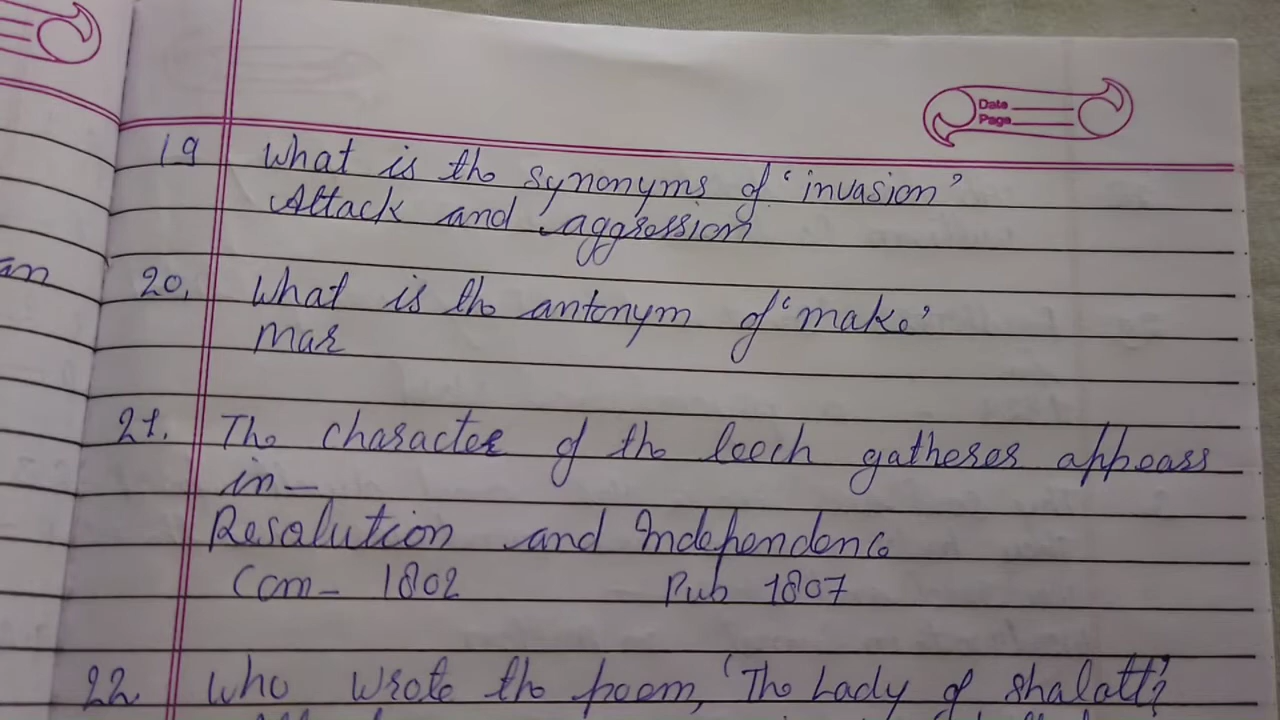 Date
Page
19 What is the synonyms of 'invasion'
Attack and aggression
an
20. What is the antonym of 'make'
Mar
21. The character of the leech gatherer appears
in –
Resolution and Independence
Com – 1802 Pub 1807
22. Who wrote the poem, 'The Lady of Shalott'?